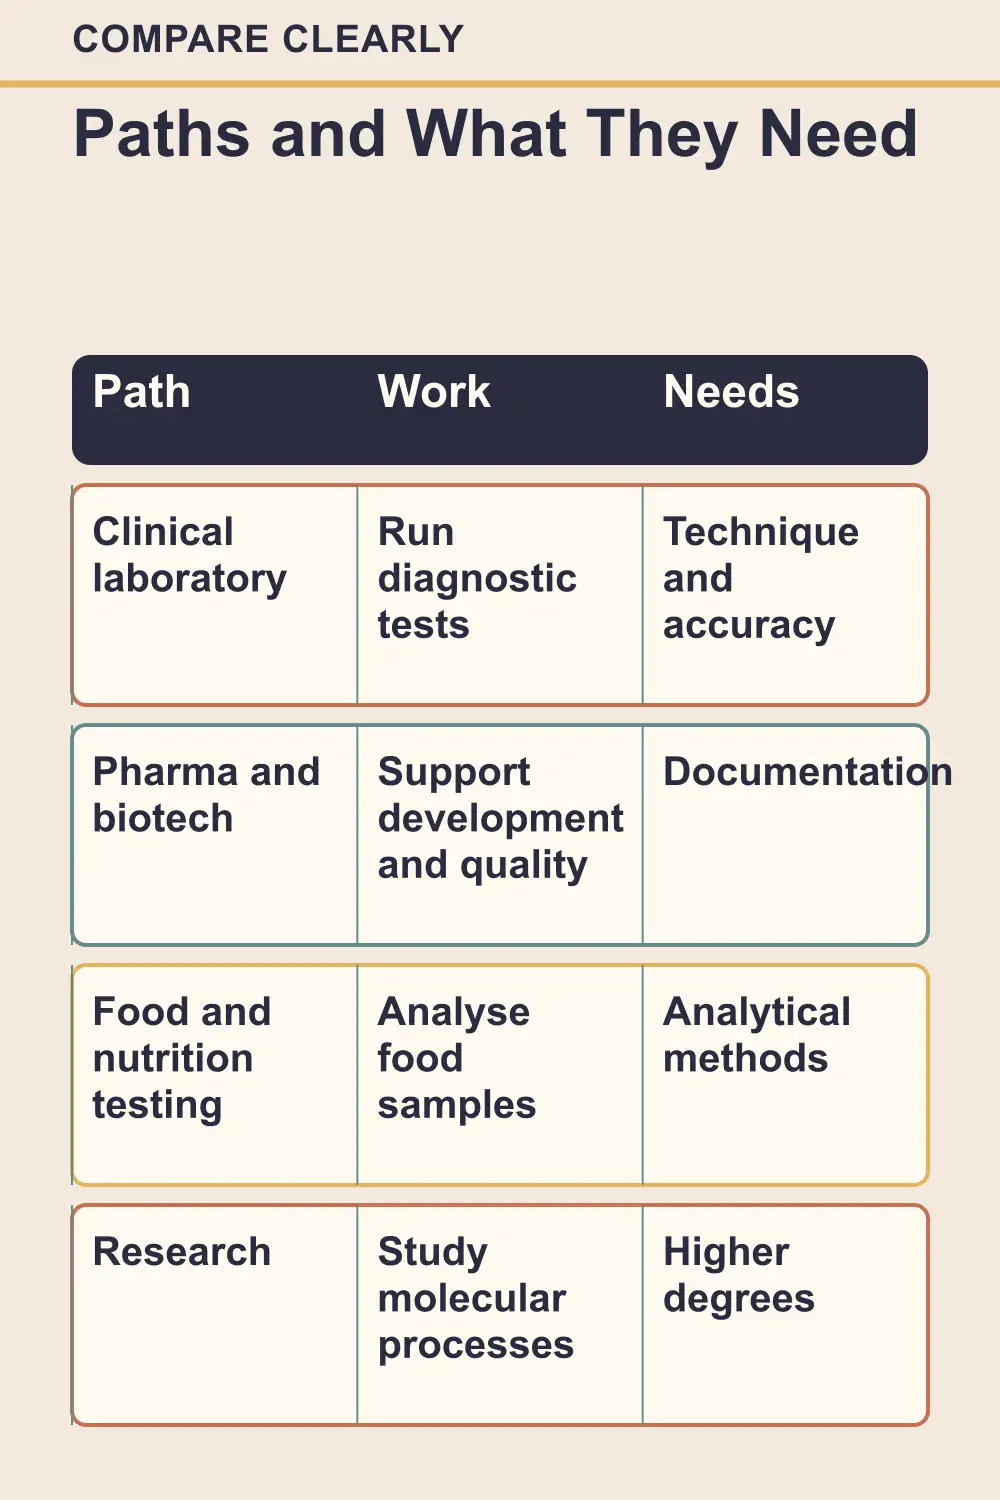 COMPARE CLEARLY
Paths and What They Need
Path Work Needs
Clinical
laboratory
Run
diagnostic
tests
Technique
and
accuracy
Pharma and
biotech
Support
development
and quality
Documentation
Food and
nutrition
testing
Analyse
food
samples
Analytical
methods
Research
Study
molecular
processes
Higher
degrees